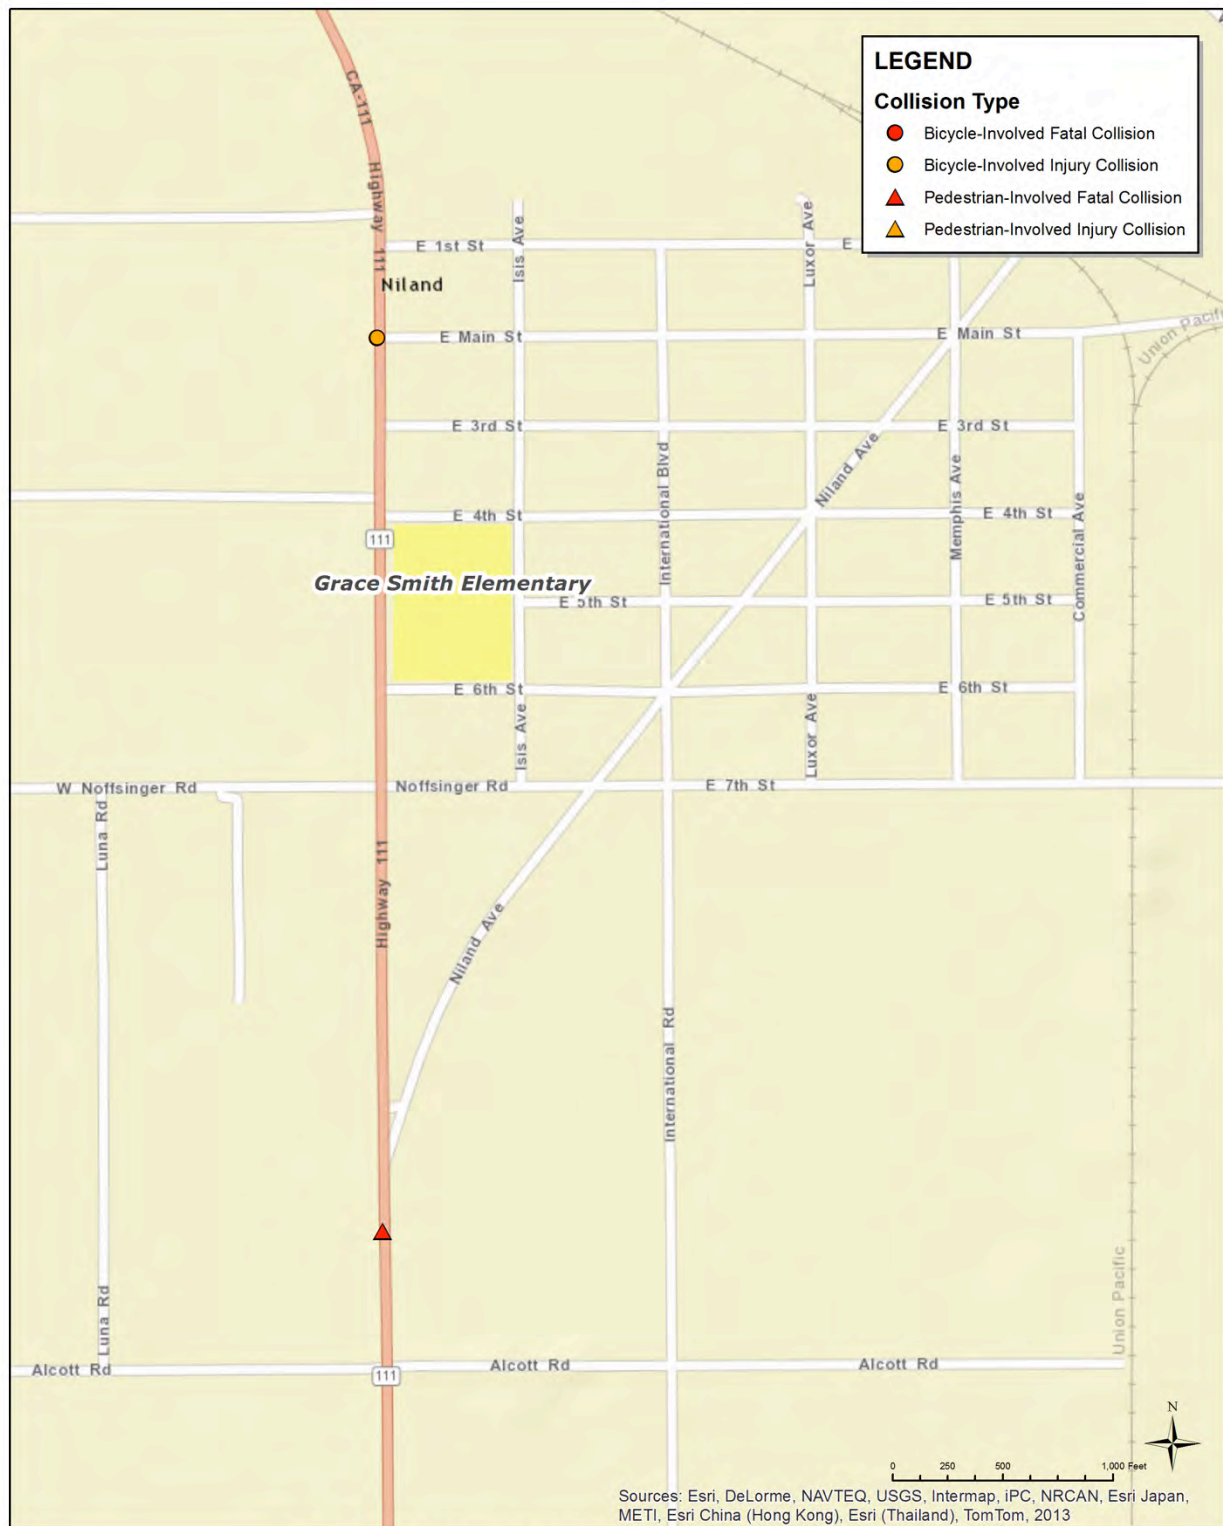 LEGEND
Collision Type
Bicycle-Involved Fatal Collision
Bicycle-Involved Injury Collision
Pedestrian-Involved Fatal Collision
Pedestrian-Involved Injury Collision
CA-111
Highway 111
Isis Ave
Luxor Ave
E 1st St
E
Niland
E Main St
E Main St
Union Pacific
E 3rd St
E 3rd St
International Blvd
Niland Ave
Memphis Ave
Commercial Ave
E 4th St
E 4th St
111
Grace Smith Elementary
E 5th St
E 5th St
E 6th St
E 6th St
Isis Ave
Luxor Ave
W Noffsinger Rd
Noffsinger Rd
E 7th St
Luna Rd
Highway 111
Niland Ave
International Rd
Luna Rd
Union Pacific
Alcott Rd
Alcott Rd
Alcott Rd
111
N
0 250 500 1,000 Feet
Sources: Esri, DeLorme, NAVTEQ, USGS, Intermap, iPC, NRCAN, Esri Japan,
METI, Esri China (Hong Kong), Esri (Thailand), TomTom, 2013